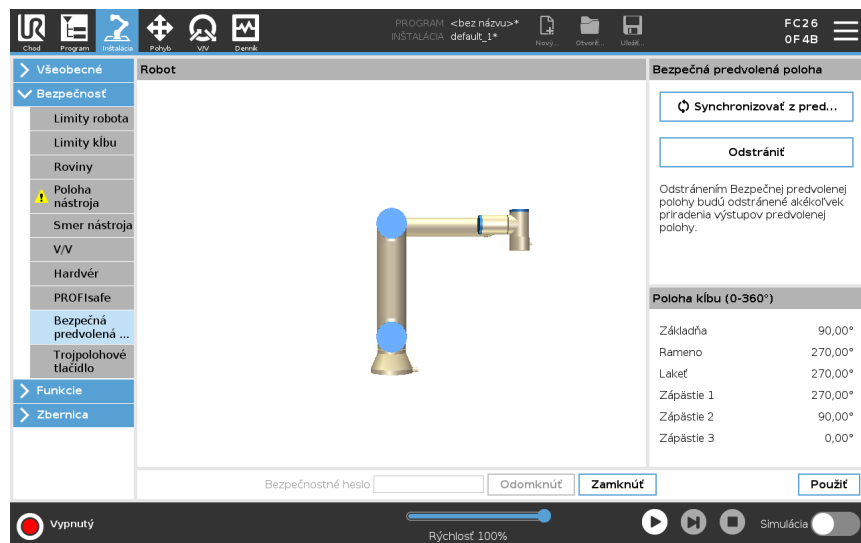 UR
Chod
Program
Inštalácia
Pohyb
V/V
Denník
PROGRAM <bez názvu>*
INŠTALÁCIA default_1*
Nový...
Otvoriť...
Uložiť...
FC26
0F4B
Všeobecné
Bezpečnosť
Limity robota
Limity kĺbu
Roviny
Poloha
nástroja
Smer nástroja
V/V
Hardvér
PROFIsafe
Bezpečná
predvolená ...
Trojpolohové
tlačidlo
Funkcie
Zbernica
Robot
Bezpečná predvolená poloha
Synchronizovať z pred...
Odstrániť
Odstránením Bezpečnej predvolenej
polohy budú odstránené akékoľvek
priradenia výstupov predvolenej
polohy.
Poloha kĺbu (0-360°)
Základňa 90,00°
Rameno 270,00°
Lakeť 270,00°
Zápästie 1 270,00°
Zápästie 2 90,00°
Zápästie 3 0,00°
Bezpečnostné heslo
Odomknúť
Zamknúť
Použiť
Vypnutý
Rýchlosť 100%
Simulácia